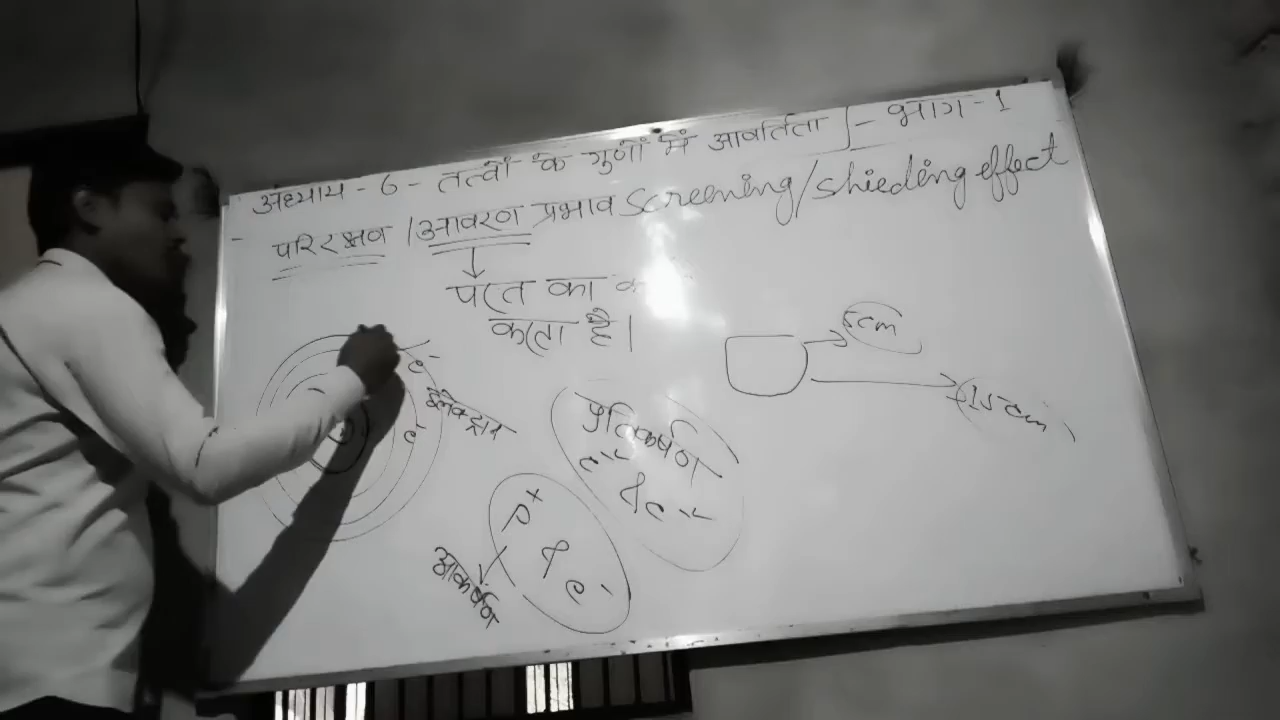 अध्याय - 6 - तत्वों के गुणों में आवर्तिता ] - भाग - 1
- परिरक्षण / आवरण प्रभाव screening/shieding effect
परत का
करता है।
5cm
15cm
e-
इलेक्ट्रान
e-
प्रतिकर्षण
e- & e-
P+ & e-
आकर्षण